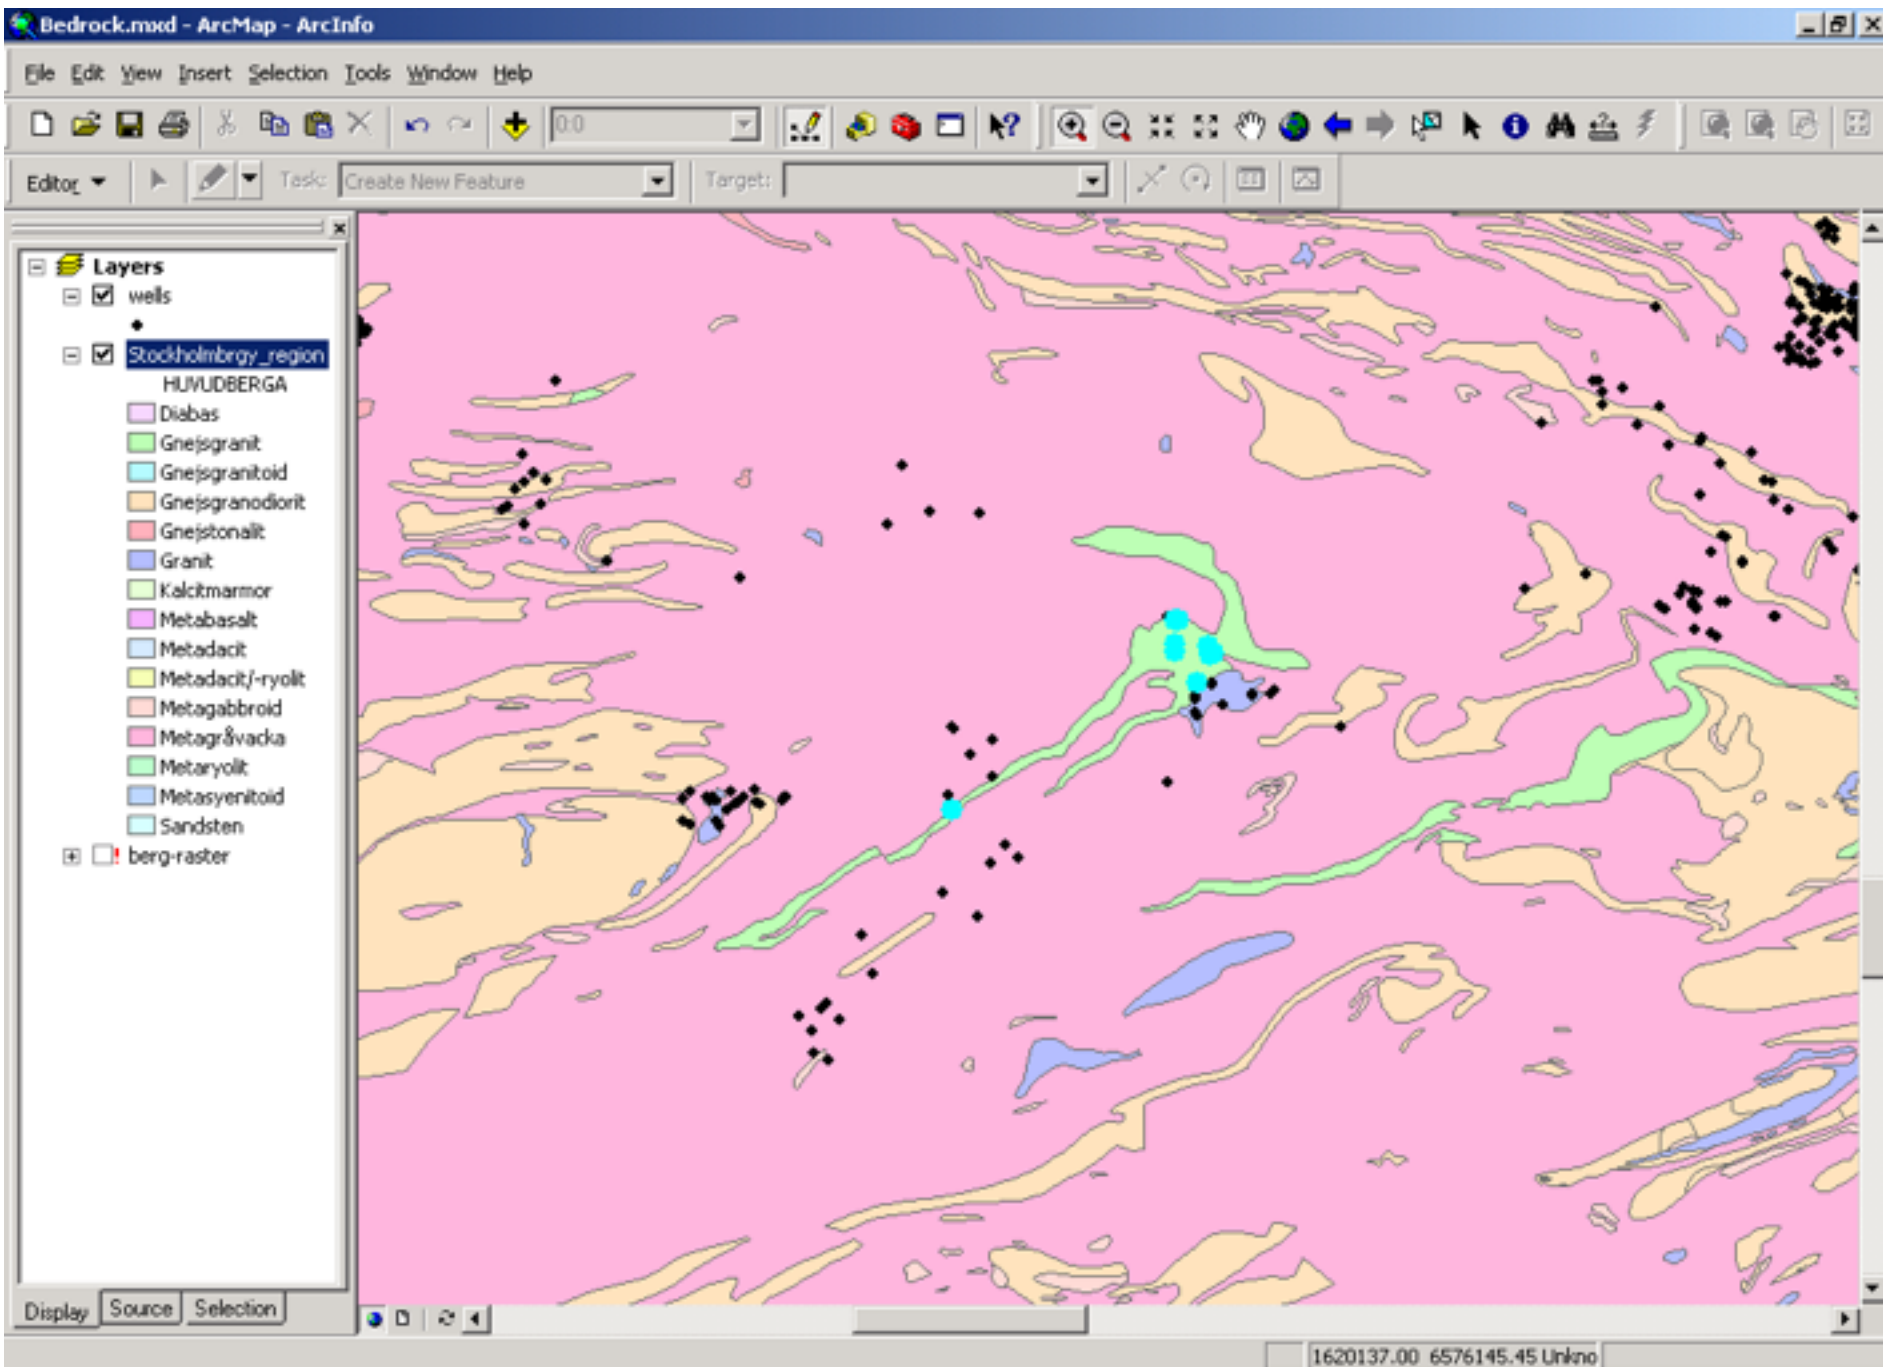 Bedrock.mxd - ArcMap - ArcInfo
File Edit View Insert Selection Tools Window Help
0:0
Editor Task: Create New Feature Target:
Layers
wells
Stockholmbrgy_region
HUVUDBERGA
Diabas
Gnejsgranit
Gnejsgranitoid
Gnejsgranodiorit
Gnejstonalit
Granit
Kalcitmarmor
Metabasalt
Metadacit
Metadacit/-ryolit
Metagabbroid
Metagråvacka
Metaryolit
Metasyenitoid
Sandsten
berg-raster
Display Source Selection
1620137.00 6576145.45 Unkno